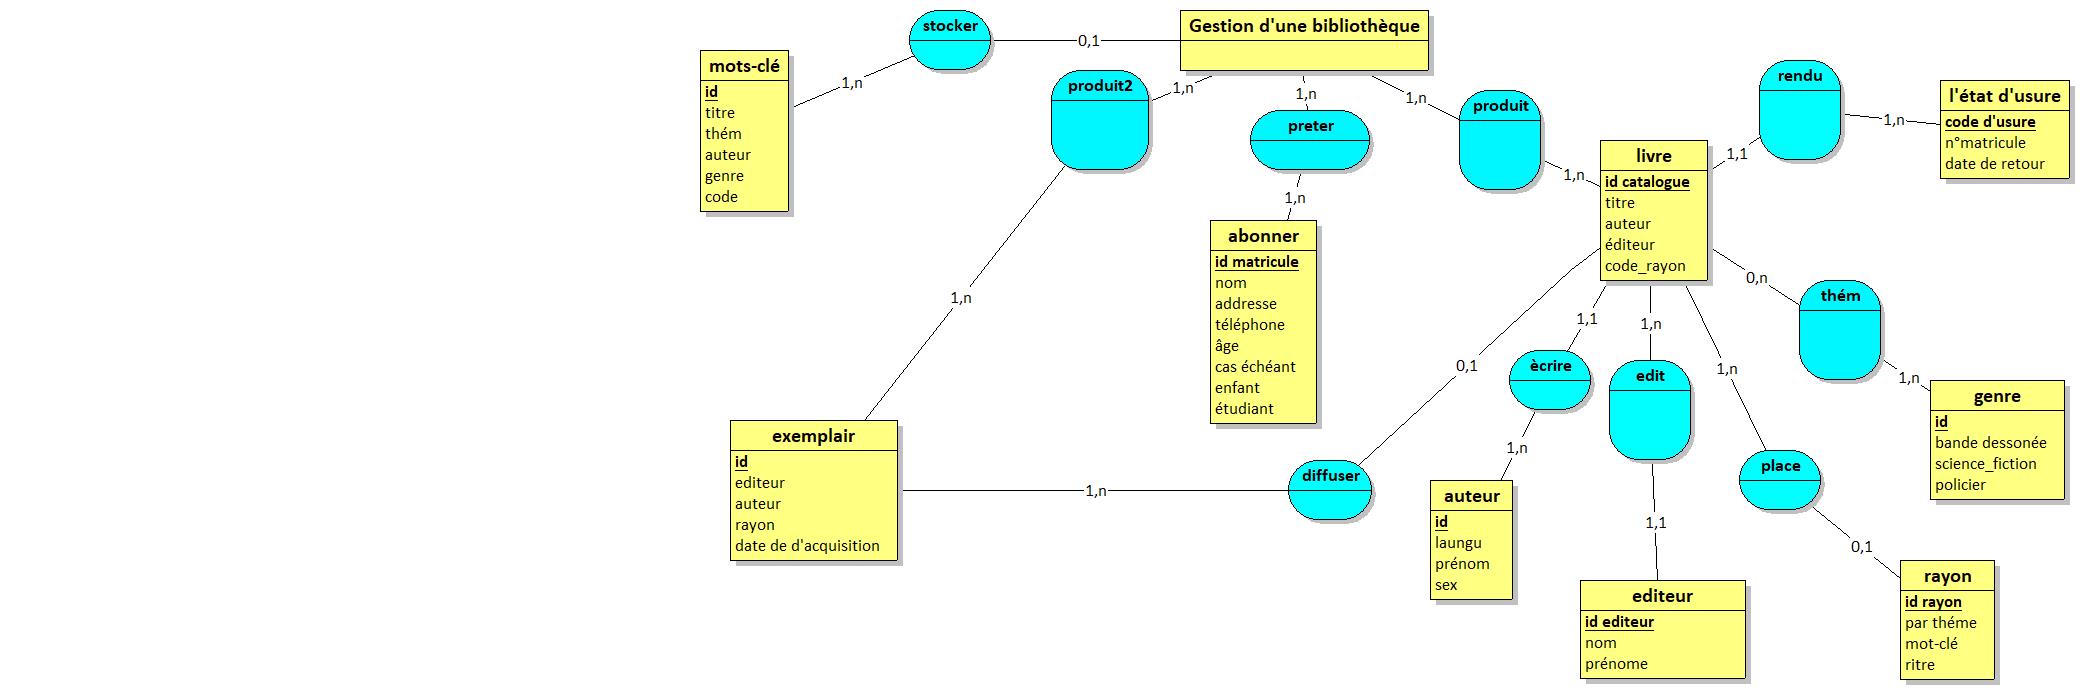 stocker
0,1
Gestion d'une bibliothèque
mots-clé
id
titre
thém
auteur
genre
code
1,n
produit2
1,n
1,n
preter
1,n
1,n
produit
1,n
rendu
1,n
1,1
l'état d'usure
code d'usure
n°matricule
date de retour
livre
id catalogue
titre
auteur
éditeur
code_rayon
abonner
id matricule
nom
addresse
téléphone
âge
cas échéant
enfant
étudiant
0,n
thém
1,n
genre
id
bande dessonée
science_fiction
policier
1,n
exemplair
id
editeur
auteur
rayon
date de d'acquisition
1,n
diffuser
0,1
1,1
ècrire
1,n
auteur
id
laungu
prénom
sex
1,n
edit
1,1
editeur
id editeur
nom
prénome
1,n
place
0,1
rayon
id rayon
par théme
mot-clé
ritre